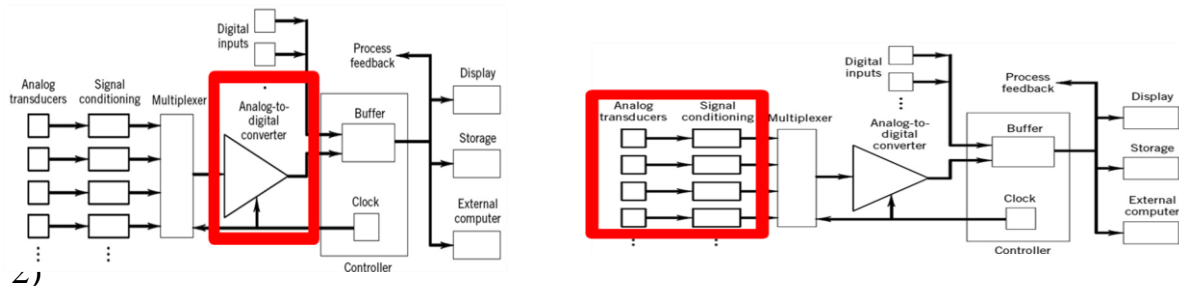 Digital
inputs
Process
feedback
Analog
transducers
Signal
conditioning
Multiplexer
Analog-to-
digital
converter
Buffer
Clock
Controller
Display
Storage
External
computer
Digital
inputs
Process
feedback
Analog
transducers
Signal
conditioning
Multiplexer
Analog-to-
digital
converter
Buffer
Clock
Controller
Display
Storage
External
computer
2)